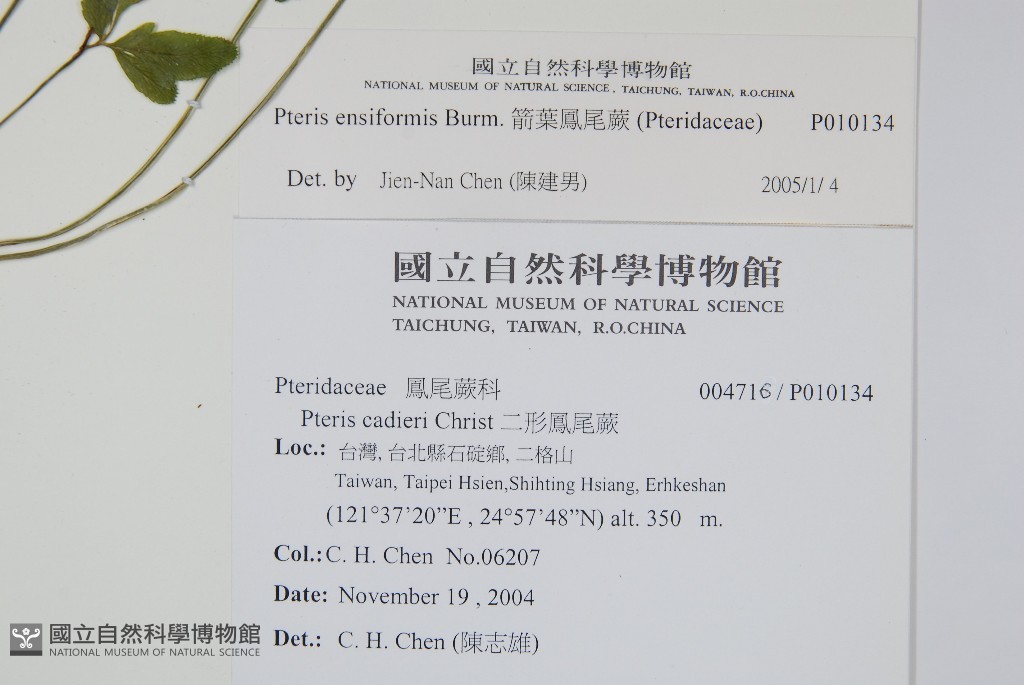 國立自然科學博物館
NATIONAL MUSEUM OF NATURAL SCIENCE, TAICHUNG, TAIWAN, R.O.CHINA
Pteris ensiformis Burm. 箭葉鳳尾蕨 (Pteridaceae) P010134
Det. by Jien-Nan Chen (陳建男) 2005/1/4
國立自然科學博物館
NATIONAL MUSEUM OF NATURAL SCIENCE
TAICHUNG, TAIWAN, R.O.CHINA
Pteridaceae 鳳尾蕨科 004716/P010134
Pteris cadieri Christ 二形鳳尾蕨
Loc.: 台灣, 台北縣石碇鄉, 二格山
Taiwan, Taipei Hsien,Shihting Hsiang, Erhkeshan
(121°37’20”E , 24°57’48”N) alt. 350 m.
Col.: C. H. Chen No.06207
Date: November 19 , 2004
Det.: C. H. Chen (陳志雄)
國立自然科學博物館
NATIONAL MUSEUM OF NATURAL SCIENCE